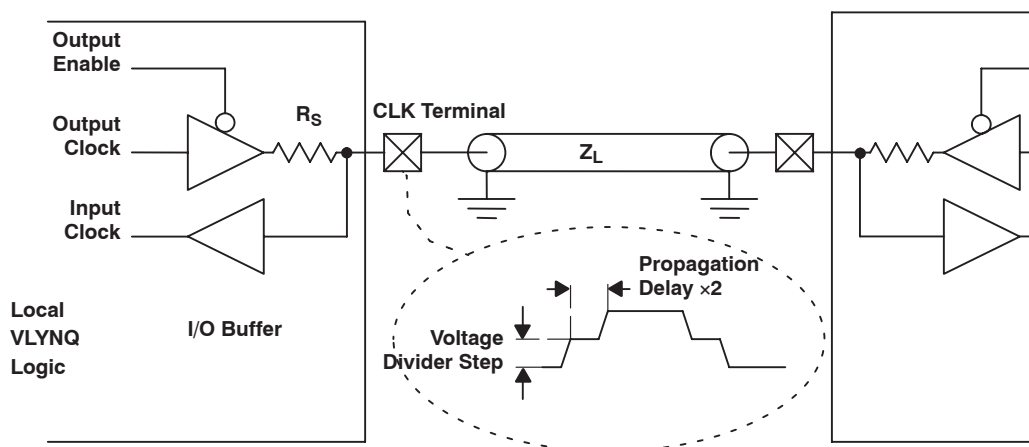 Output
Enable
R_S
CLK Terminal
Output
Clock
Z_L
Input
Clock
Propagation
Delay ×2
Local
VLYNQ
Logic
I/O Buffer
Voltage
Divider Step